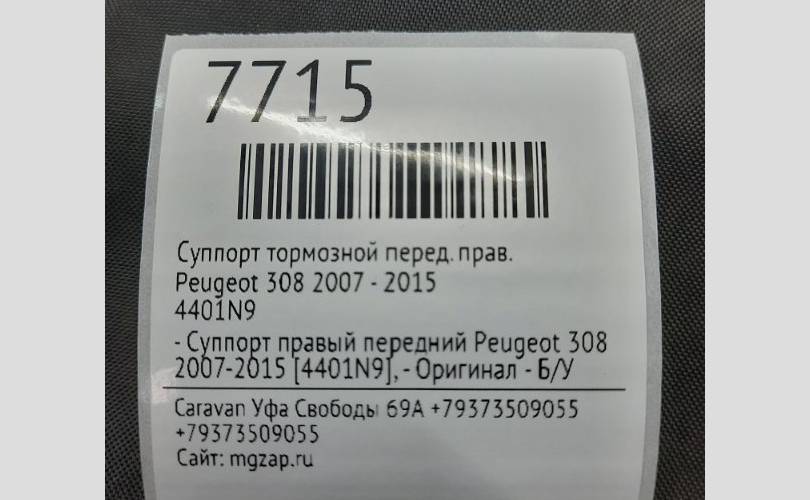 7715
Суппорт тормозной перед. прав.
Peugeot 308 2007 - 2015
4401N9
- Суппорт правый передний Peugeot 308
2007-2015 [4401N9], - Оригинал - Б/У
Caravan Уфа Свободы 69А +79373509055
+79373509055
Сайт: mgzap.ru